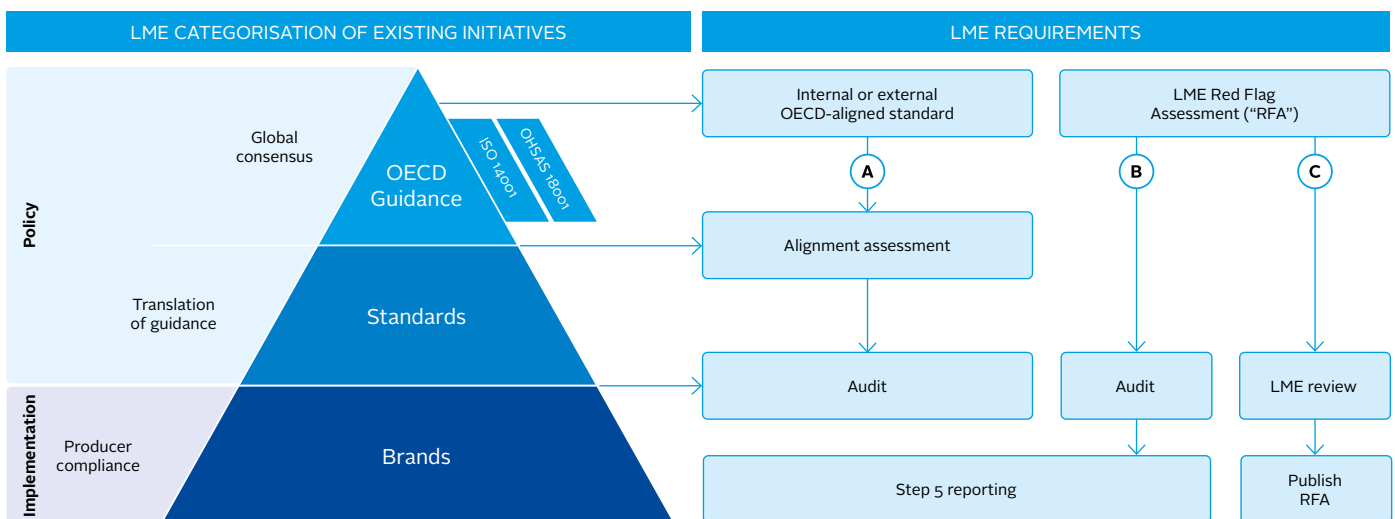 LME CATEGORISATION OF EXISTING INITIATIVES
LME REQUIREMENTS
Policy
Global
consensus
OECD
Guidance
ISO 14001
OHSAS 18001
Translation
of guidance
Standards
Implementation
Producer
compliance
Brands
Internal or external
OECD-aligned standard
LME Red Flag
Assessment (“RFA”)
A
B
C
Alignment assessment
Audit
Audit
LME review
Step 5 reporting
Publish
RFA